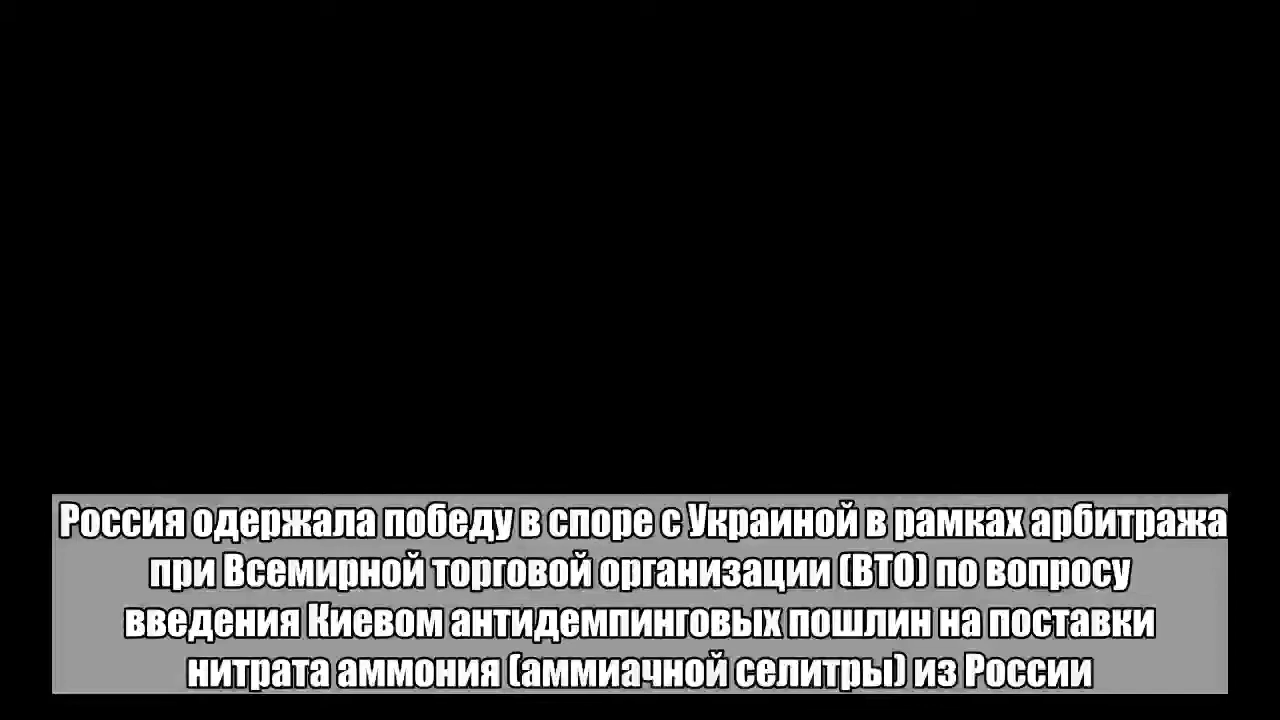 Россия одержала победу в споре с Украиной в рамках арбитража
при Всемирной торговой организации (ВТО) по вопросу
введения Киевом антидемпинговых пошлин на поставки
нитрата аммония (аммиачной селитры) из России